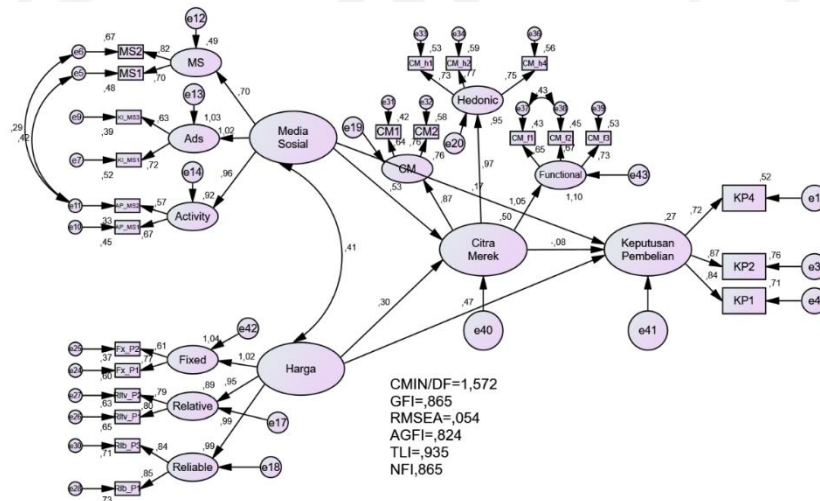 e12
,67
,49
e6
MS2
,82
MS
e5
MS1
,70
,48
e13
,70
1,03
e9
KI_MS3
,63
Ads
1,02
,39
e7
KI_MS1
,72
,52
e14
,96
,92
,29
,42
e11
AP_MS2
,57
Activity
,33
e10
AP_MS1
,67
,45
Media
Sosial
,41
e33
e34
e36
,53
,59
,56
CM_h1
CM_h2
CM_h4
,73
,77
,75
Hedonic
,95
e31
e32
,42
,58
e19
CM1
CM2
,64
,76
e20
CM
,76
,97
,43
e37
e38
e39
,43
,45
,53
CM_f1
CM_f2
CM_f3
,65
,67
,73
Functional
e43
1,10
,17
1,05
,53
,87
,50
Citra
Merek
-,08
,27
Keputusan
Pembelian
,52
,72
KP4
e1
,87
,76
KP2
e3
,84
,71
KP1
e4
,30
,47
e40
e41
e42
e25
Fx_P2
,61
1,04
,37
Fixed
,77
e24
Fx_P1
1,02
Harga
,60
,89
,95
e27
Rltv_P2
,79
,63
Relative
e26
Rltv_P1
,80
,65
,99
e17
e30
Rlb_P3
,84
,99
,71
Reliable
e18
,85
e28
Rlb_P1
,73
CMIN/DF=1,572
GFI=,865
RMSEA=,054
AGFI=,824
TLI=,935
NFI,865